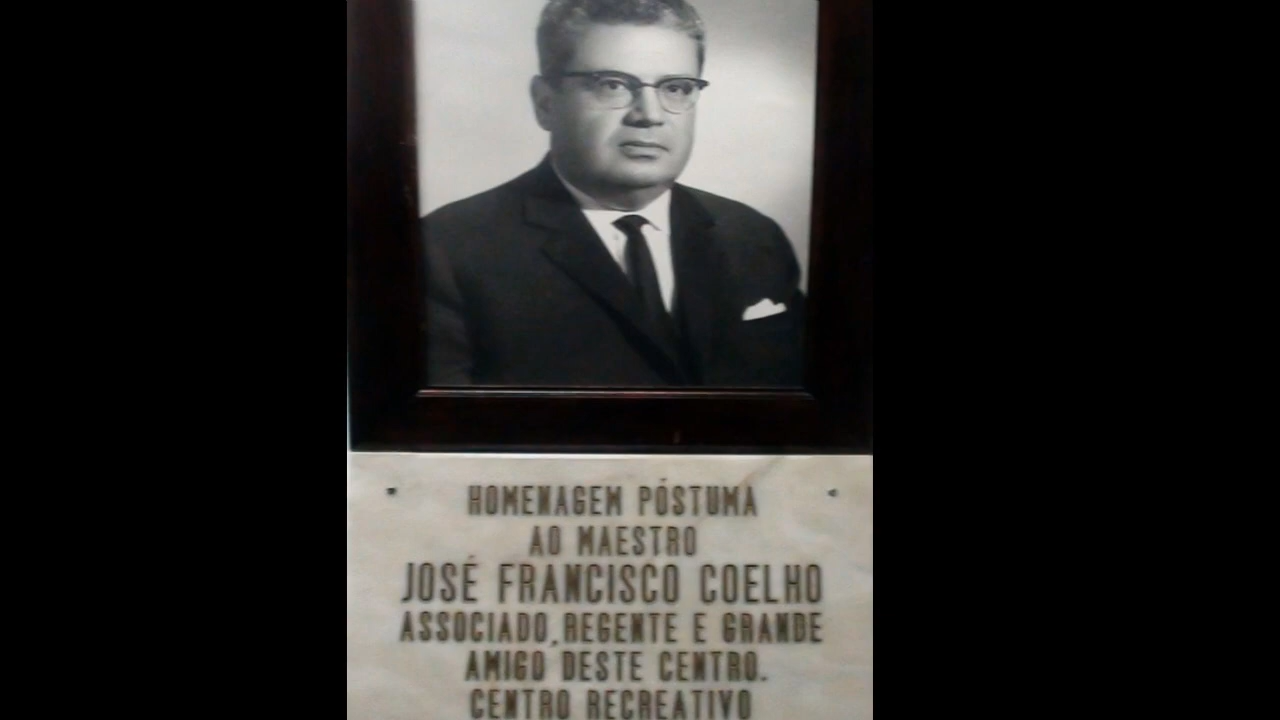 HOMENAGEM PÓSTUMA
AO MAESTRO
JOSÉ FRANCISCO COELHO
ASSOCIADO, REGENTE E GRANDE
AMIGO DESTE CENTRO.
CENTRO RECREATIVO